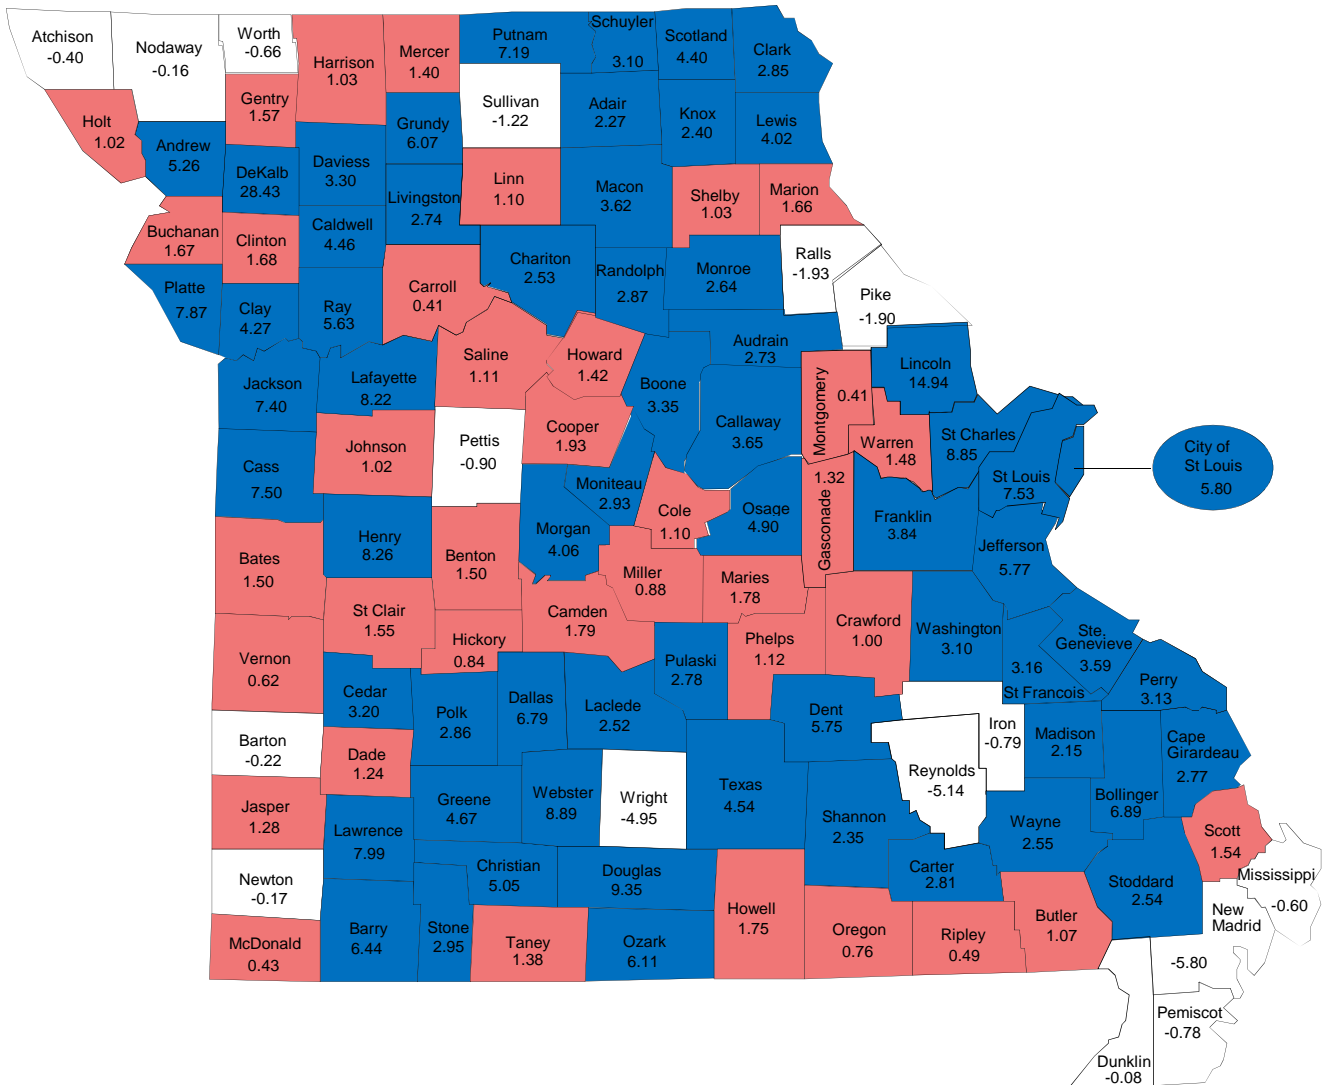 Atchison
-0.40
Nodaway
-0.16
Worth
-0.66
Harrison
1.03
Mercer
1.40
Putnam
7.19
Schuyler
3.10
Scotland
4.40
Clark
2.85
Holt
1.02
Gentry
1.57
Grundy
6.07
Sullivan
-1.22
Adair
2.27
Knox
2.40
Lewis
4.02
Andrew
5.26
DeKalb
28.43
Daviess
3.30
Livingston
2.74
Linn
1.10
Macon
3.62
Shelby
1.03
Marion
1.66
Buchanan
1.67
Clinton
1.68
Caldwell
4.46
Carroll
0.41
Chariton
2.53
Randolph
2.87
Monroe
2.64
Ralls
-1.93
Pike
-1.90
Platte
7.87
Clay
4.27
Ray
5.63
Saline
1.11
Howard
1.42
Boone
3.35
Audrain
2.73
Callaway
3.65
Montgomery
0.41
Lincoln
14.94
Warren
1.48
St Charles
8.85
St Louis
7.53
City of
St Louis
5.80
Jackson
7.40
Lafayette
8.22
Johnson
1.02
Pettis
-0.90
Cooper
1.93
Moniteau
2.93
Cole
1.10
Osage
4.90
Gasconade
1.32
Franklin
3.84
Jefferson
5.77
Cass
7.50
Henry
8.26
Benton
1.50
Morgan
4.06
Miller
0.88
Maries
1.78
Bates
1.50
St Clair
1.55
Hickory
0.84
Camden
1.79
Pulaski
2.78
Phelps
1.12
Crawford
1.00
Washington
3.10
3.16
St Francois
Ste.
Genevieve
3.59
Perry
3.13
Vernon
0.62
Cedar
3.20
Polk
2.86
Dallas
6.79
Laclede
2.52
Dent
5.75
Iron
-0.79
Madison
2.15
Cape
Girardeau
2.77
Barton
-0.22
Dade
1.24
Greene
4.67
Webster
8.89
Wright
-4.95
Texas
4.54
Shannon
2.35
Reynolds
-5.14
Wayne
2.55
Bollinger
6.89
Scott
1.54
Mississippi
-0.60
Jasper
1.28
Lawrence
7.99
Christian
5.05
Douglas
9.35
Howell
1.75
Carter
2.81
Butler
1.07
Stoddard
2.54
New
Madrid
-5.80
Newton
-0.17
McDonald
0.43
Barry
6.44
Stone
2.95
Taney
1.38
Ozark
6.11
Oregon
0.76
Ripley
0.49
Pemiscot
-0.78
Dunklin
-0.08